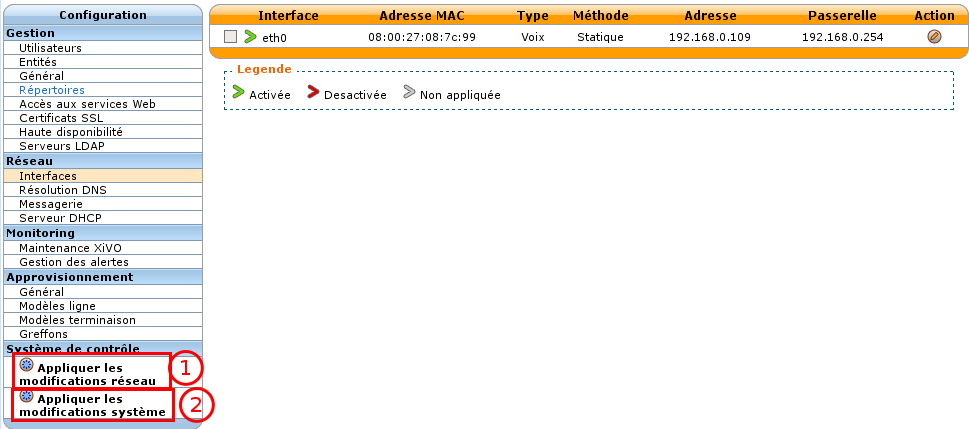 Configuration
Gestion
Utilisateurs
Entités
Général
Répertoires
Accès aux services Web
Certificats SSL
Haute disponibilité
Serveurs LDAP
Réseau
Interfaces
Résolution DNS
Messagerie
Serveur DHCP
Monitoring
Maintenance XiVO
Gestion des alertes
Approvisionnement
Général
Modèles ligne
Modèles terminaison
Greffons
Système de contrôle
Appliquer les
modifications réseau
1
Appliquer les
modifications système
2
Interface Adresse MAC Type Méthode Adresse Passerelle Action
eth0 08:00:27:08:7c:99 Voix Statique 192.168.0.109 192.168.0.254
Legende
Activée Desactivée Non appliquée